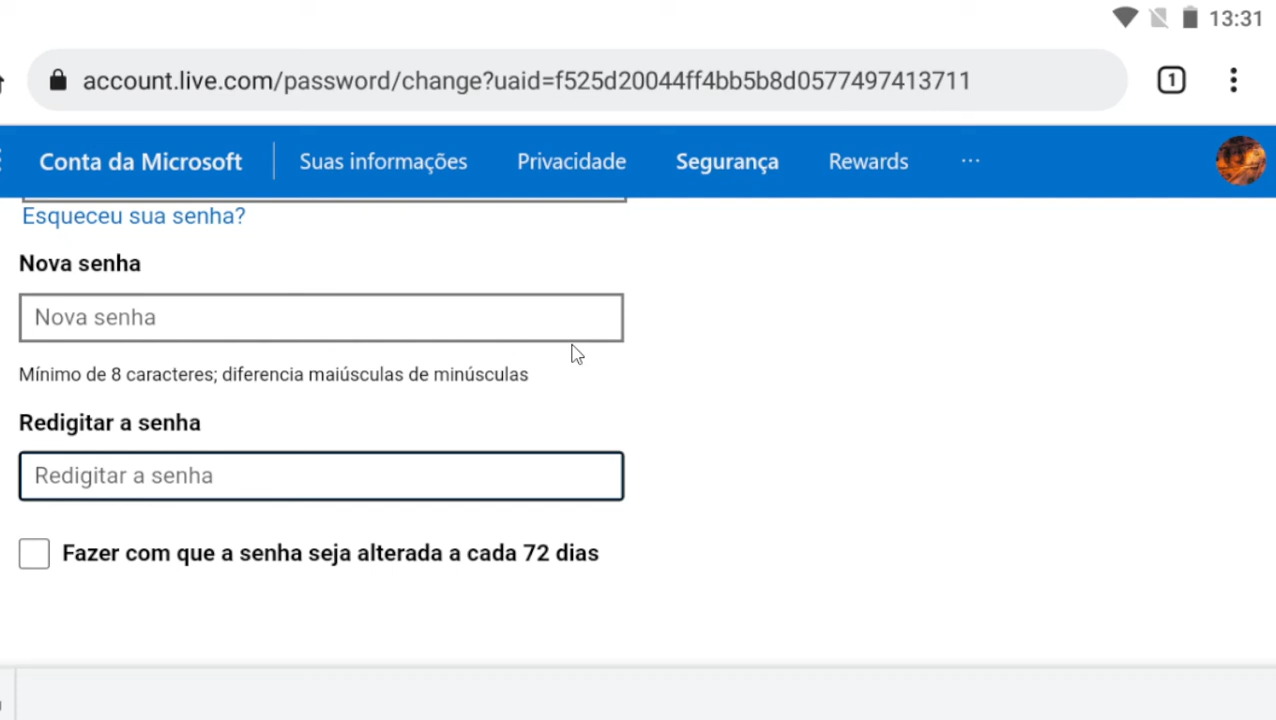 13:31
account.live.com/password/change?uaid=f525d20044ff4bb5b8d0577497413711
1
Conta da Microsoft
Suas informações
Privacidade
Segurança
Rewards
...
Esqueceu sua senha?
Nova senha
Nova senha
Mínimo de 8 caracteres; diferencia maiúsculas de minúsculas
Redigitar a senha
Redigitar a senha
Fazer com que a senha seja alterada a cada 72 dias